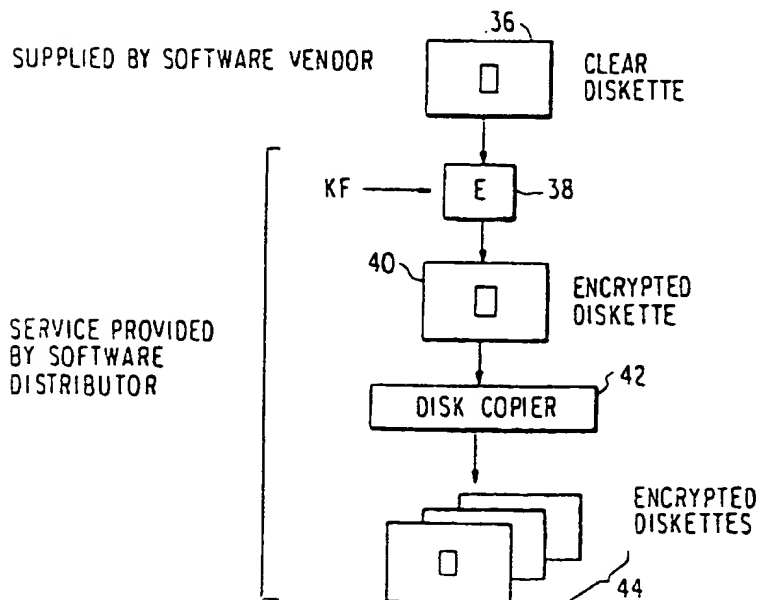 36
SUPPLIED BY SOFTWARE VENDOR
CLEAR
DISKETTE
KF
E
38
40
ENCRYPTED
DISKETTE
SERVICE PROVIDED
BY SOFTWARE
DISTRIBUTOR
42
DISK COPIER
ENCRYPTED
DISKETTES
44